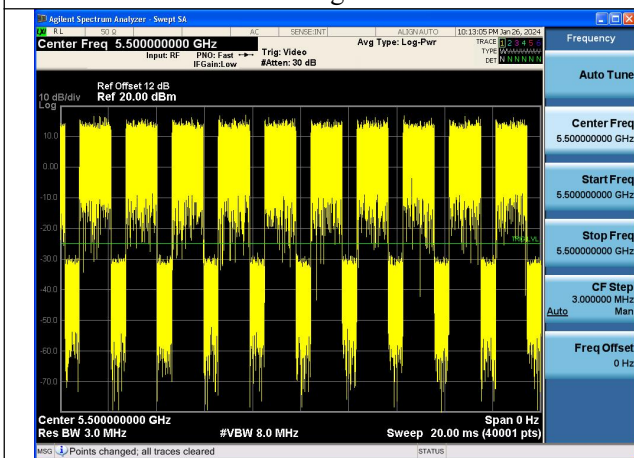 Agilent Spectrum Analyzer - Swept SA
R L 50 Ω AC SENSE:INT ALIGN AUTO 10:13:05 PM Jan 26, 2024
Center Freq 5.500000000 GHz
Input: RF PNO: Fast Trig: Video Avg Type: Log-Pwr TRACE 1 2 3 4 5 6
IFGain:Low #Atten: 30 dB TYPE
DET N N N N N N
Frequency
Auto Tune
Ref Offset 12 dB
10 dB/div Ref 20.00 dBm
Log
10.0
0.00
-10.0
-20.0
TRIG LVL
-30.0
-40.0
-50.0
-60.0
-70.0
Center Freq
5.500000000 GHz
Start Freq
5.500000000 GHz
Stop Freq
5.500000000 GHz
CF Step
3.000000 MHz
Auto Man
Freq Offset
0 Hz
Center 5.500000000 GHz Span 0 Hz
Res BW 3.0 MHz #VBW 8.0 MHz Sweep 20.00 ms (40001 pts)
MSG Points changed; all traces cleared STATUS